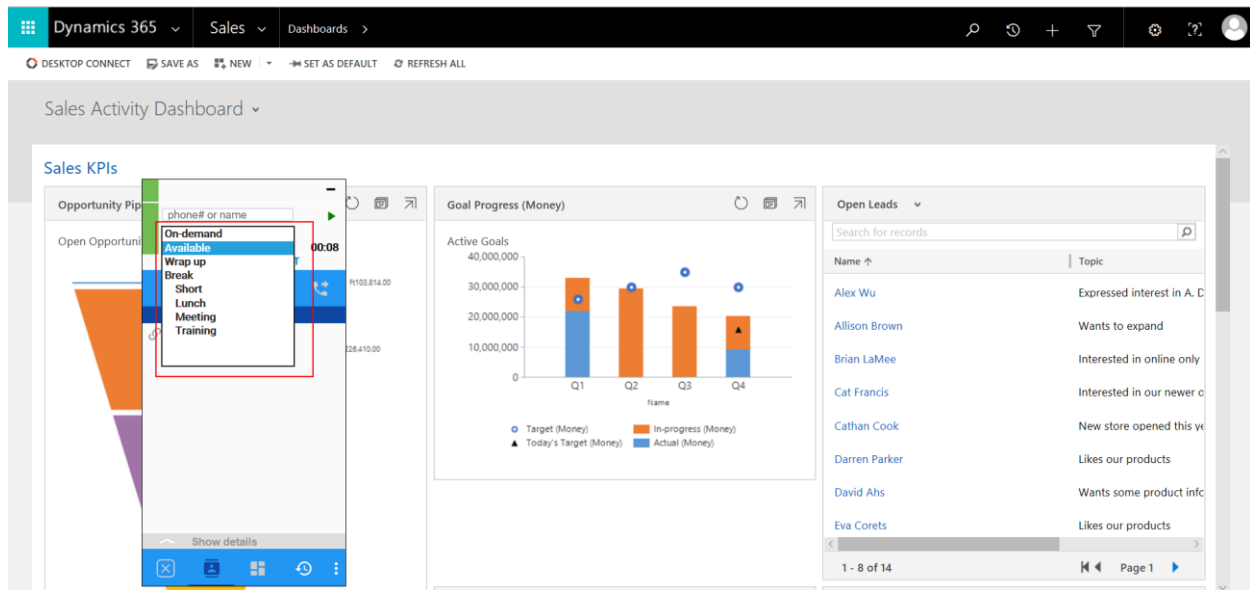 Dynamics 365 Sales Dashboards
DESKTOP CONNECT SAVE AS NEW SET AS DEFAULT REFRESH ALL
Sales Activity Dashboard
Sales KPIs
Opportunity Pip
Open Opportuni
Ft103,814.00
226,410.00
phone# or name
00:08
On-demand
Available
Wrap up
Break
Short
Lunch
Meeting
Training
Show details
Goal Progress (Money)
Active Goals
40,000,000
30,000,000
20,000,000
10,000,000
0
Q1 Q2 Q3 Q4
Name
Target (Money) In-progress (Money)
Today's Target (Money) Actual (Money)
Open Leads
Search for records
Name Topic
Alex Wu Expressed interest in A. D
Allison Brown Wants to expand
Brian LaMee Interested in online only
Cat Francis Interested in our newer o
Cathan Cook New store opened this ye
Darren Parker Likes our products
David Ahs Wants some product info
Eva Corets Likes our products
1 - 8 of 14 Page 1